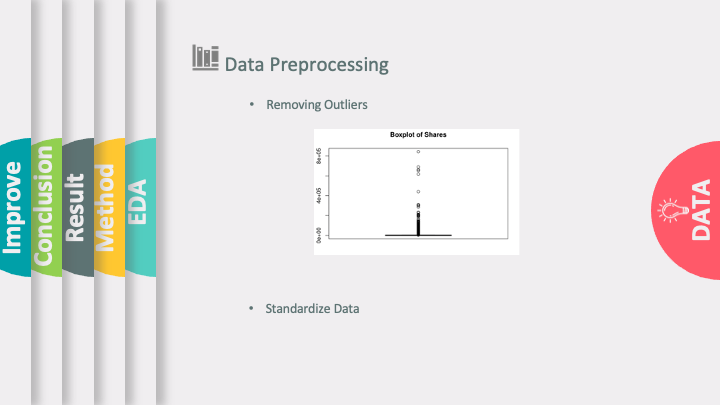 Data Preprocessing
• Removing Outliers
Boxplot of Shares
8e+05
4e+05
0e+00
• Standardize Data
Improve
Conclusion
Result
Method
EDA
DATA